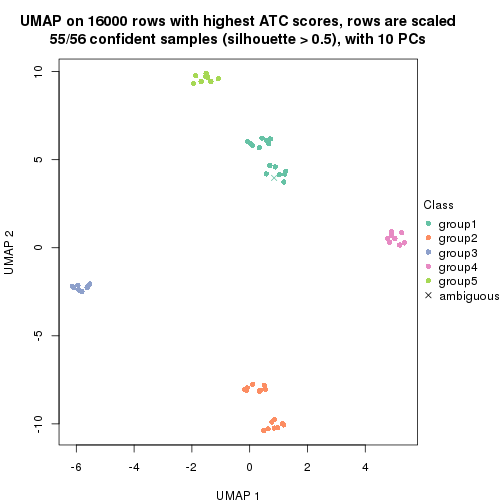 UMAP on 16000 rows with highest ATC scores, rows are scaled
55/56 confident samples (silhouette > 0.5), with 10 PCs
10
5
0
-5
-10
UMAP 2
-6
-4
-2
0
2
4
UMAP 1
Class
group1
group2
group3
group4
group5
ambiguous